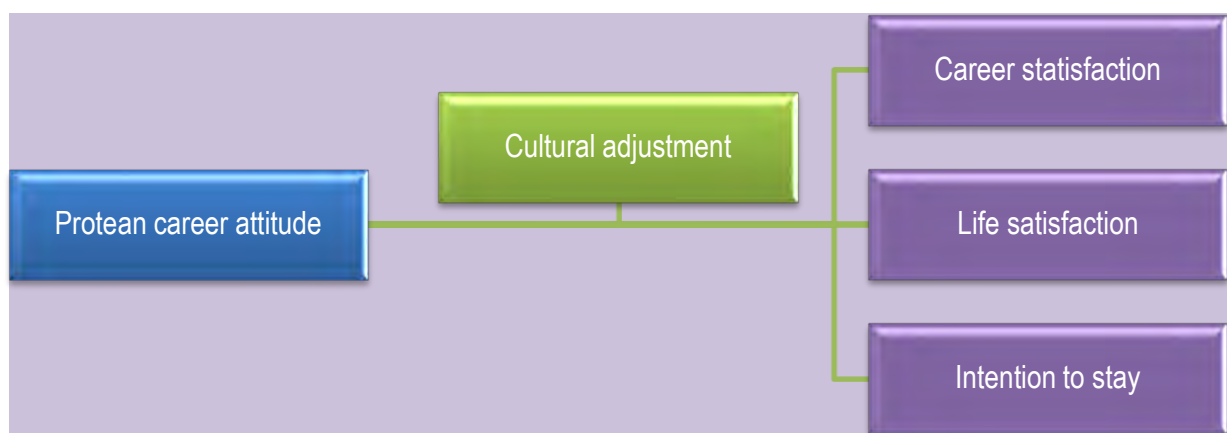 Career statisfaction
Cultural adjustment
Protean career attitude
Life satisfaction
Intention to stay